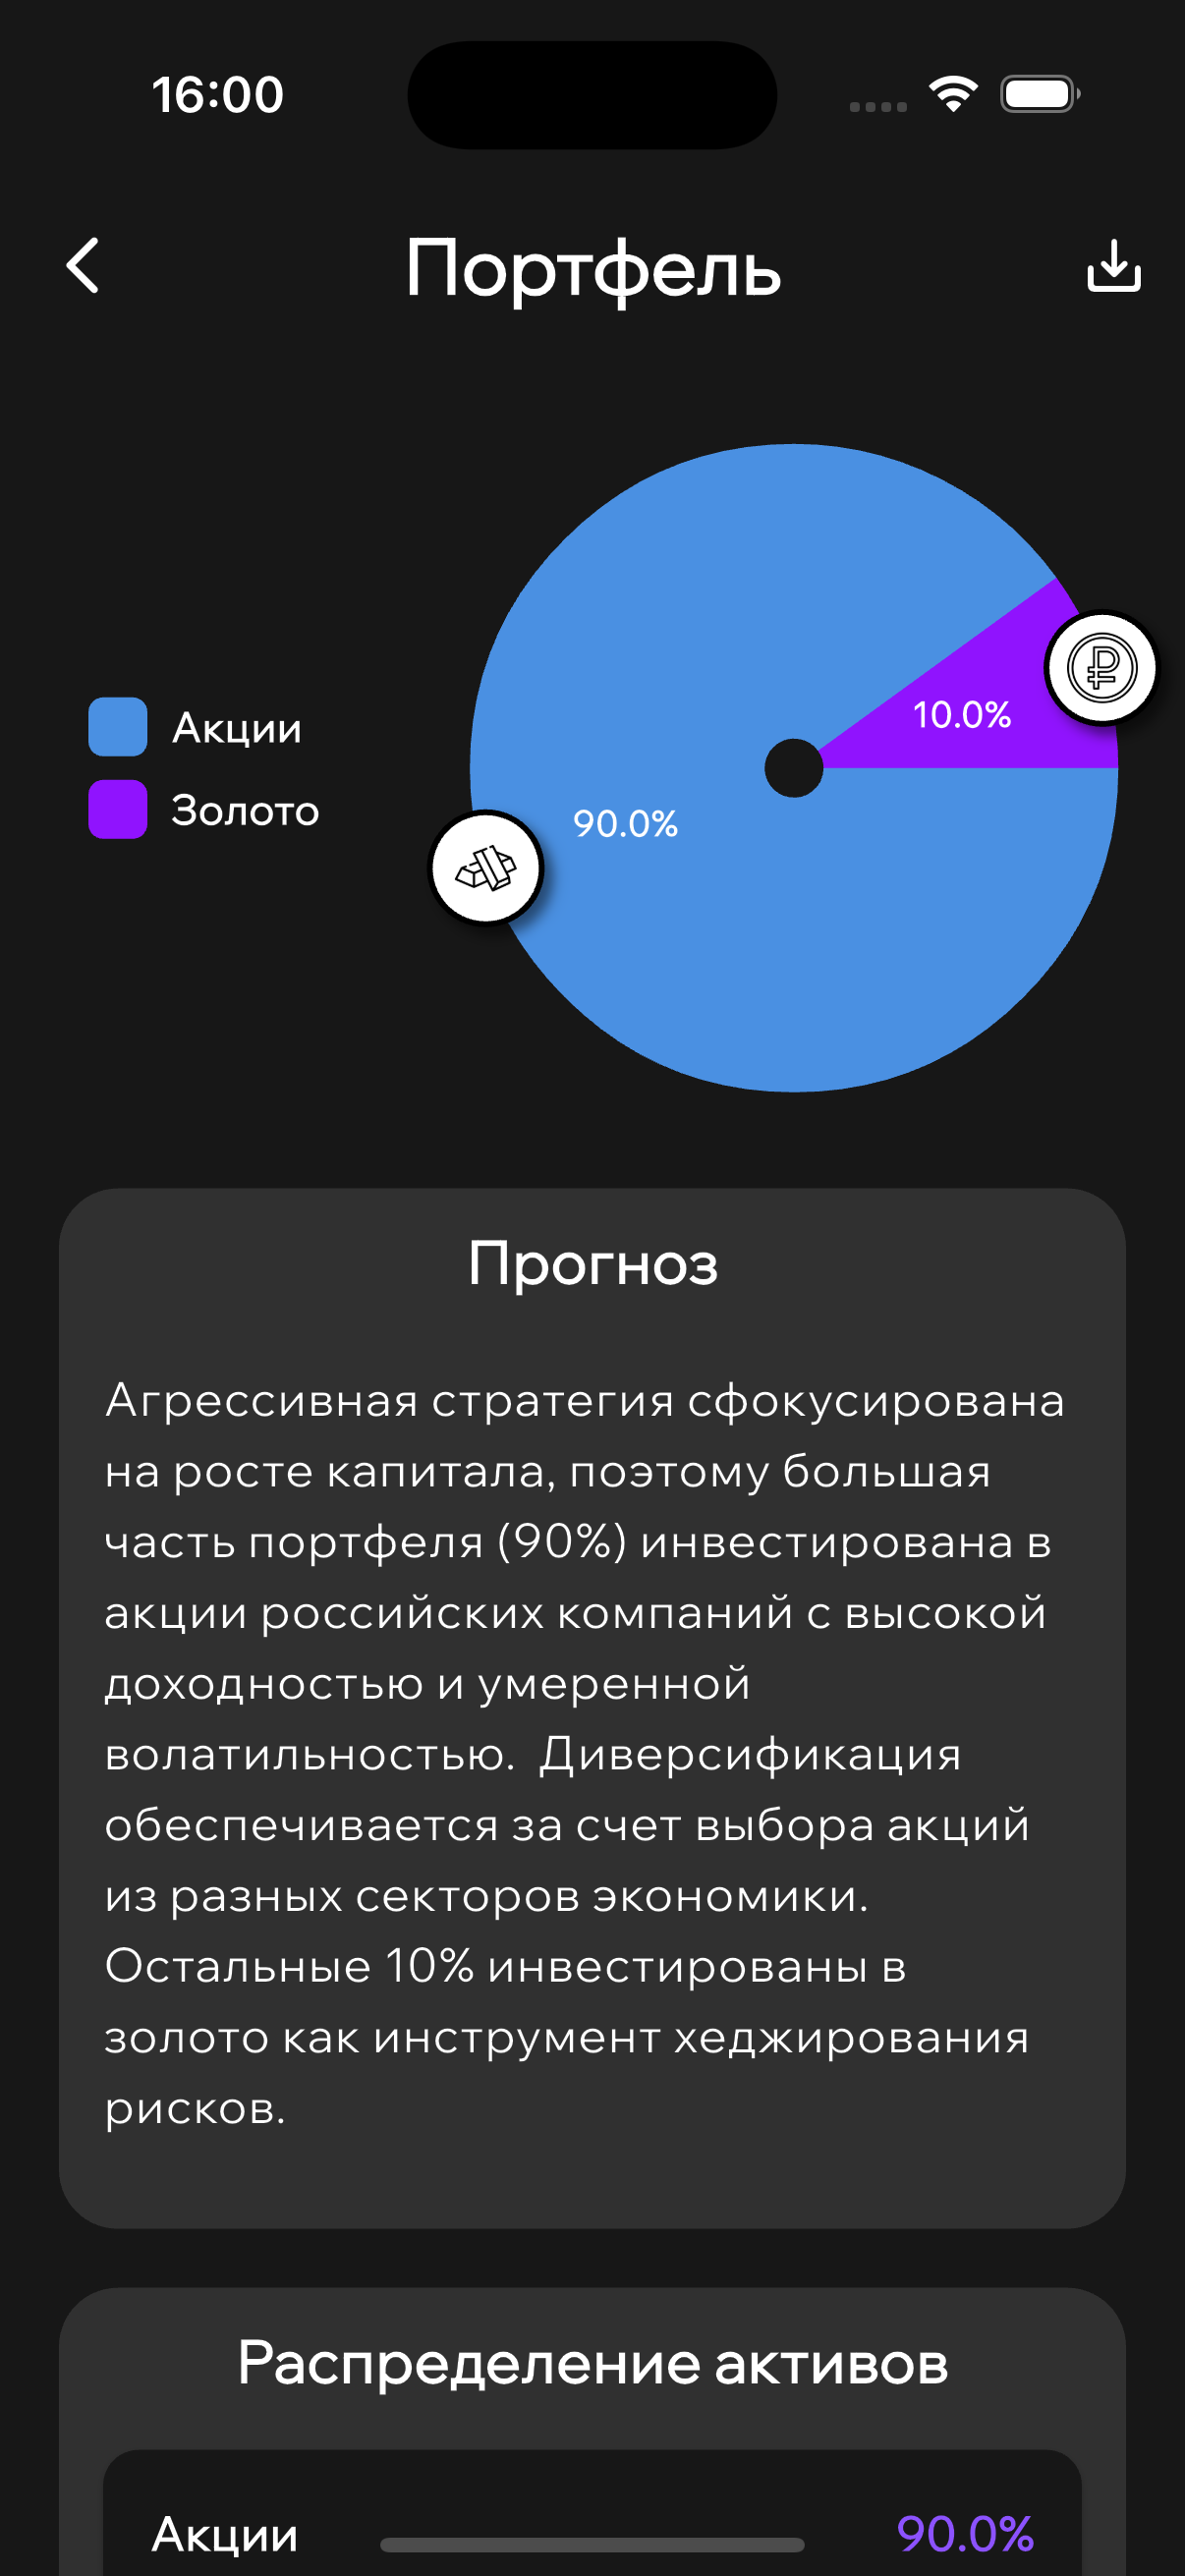 16:00
Портфель
Акции
Золото
10.0%
90.0%
Прогноз
Агрессивная стратегия сфокусирована
на росте капитала, поэтому большая
часть портфеля (90%) инвестирована в
акции российских компаний с высокой
доходностью и умеренной
волатильностью.  Диверсификация
обеспечивается за счет выбора акций
из разных секторов экономики.
Остальные 10% инвестированы в
золото как инструмент хеджирования
рисков.
Распределение активов
Акции 90.0%